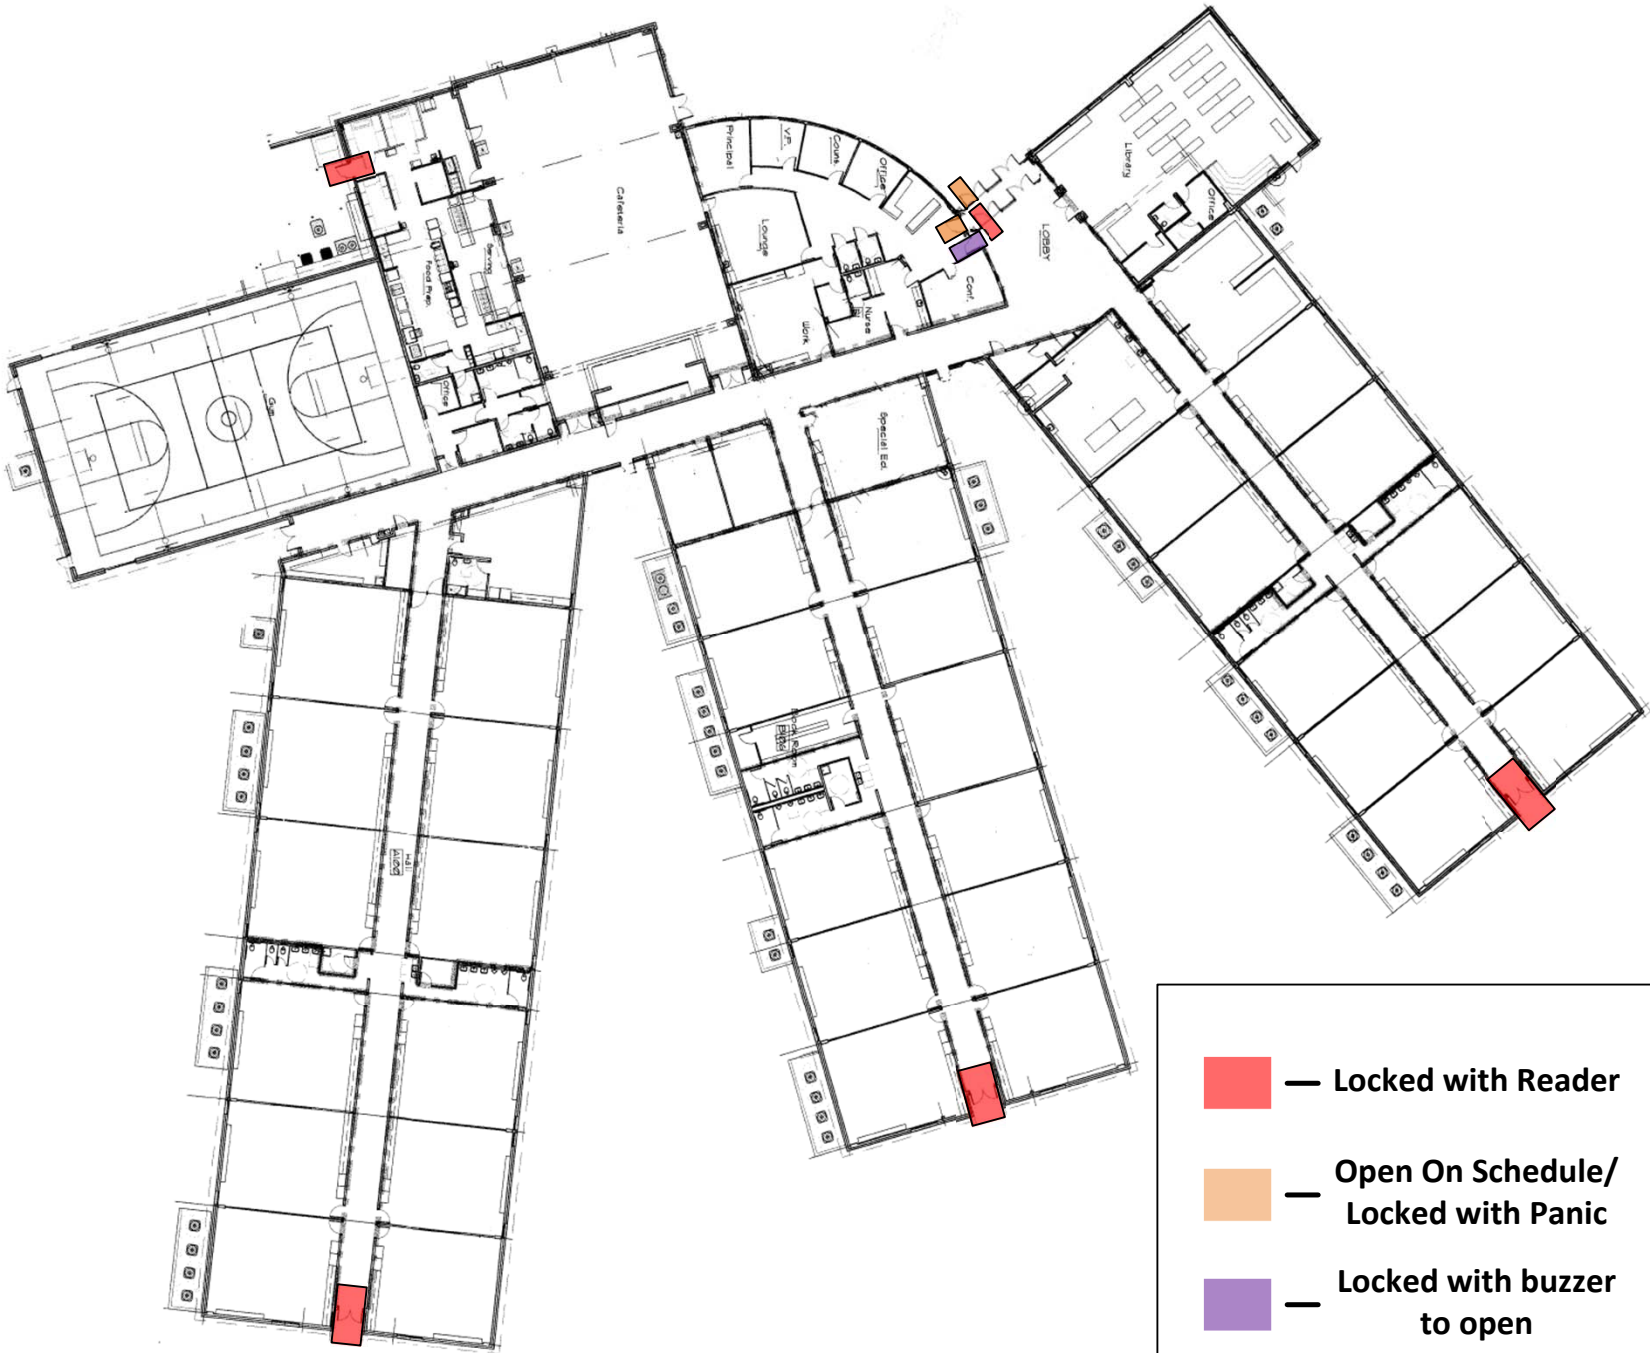 Principal
V.P.
Couns.
Office
Library
Office
LOBBY
Cafeteria
Lounge
Serving
Food Prep.
Conf.
Nurse
Work
Office
Gym
Special Ed.
Hall
Locked with Reader
Open On Schedule/
Locked with Panic
Locked with buzzer
to open